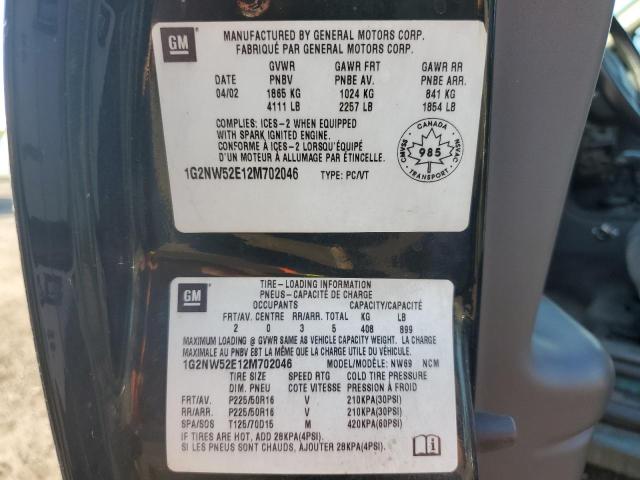 GM
MANUFACTURED BY GENERAL MOTORS CORP.
FABRIQUÉ PAR GENERAL MOTORS CORP.
GVWR GAWR FRT GAWR RR
DATE PNBV PNBE AV. PNBE ARR.
04/02 1865 KG 1024 KG 841 KG
4111 LB 2257 LB 1854 LB
COMPLIES: ICES-2 WHEN EQUIPPED
WITH SPARK IGNITED ENGINE.
CONFORME À ICES-2 LORSQU'ÉQUIPÉ
D'UN MOTEUR À ALLUMAGE PAR ÉTINCELLE.
CANADA
CMVSS 985 NSVAC
TRANSPORT
1G2NW52E12M702046 TYPE: PC/VT
GM
TIRE-LOADING INFORMATION
PNEUS-CAPACITÉ DE CHARGE
OCCUPANTS CAPACITY/CAPACITÉ
FRT/AV. CENTRE RR/ARR. TOTAL KG LB
2 0 3 5 408 899
MAXIMUM LOADING @ GVWR SAME AS VEHICLE CAPACITY WEIGHT. LA CHARGE
MAXIMALE AU PNBV EST LA MÊME QUE LA CHARGE UTILE DU VÉHICULE.
1G2NW52E12M702046 MODEL/MODÈLE: NW69 NCM
TIRE SIZE SPEED RTG COLD TIRE PRESSURE
DIM. PNEU COTE VITESSE PRESSION À FROID
FRT/AV. P225/50R16 V 210KPA(30PSI)
RR/ARR. P225/50R16 V 210KPA(30PSI)
SPA/SOS T125/70D15 M 420KPA(60PSI)
IF TIRES ARE HOT, ADD 28KPA(4PSI)
SI LES PNEUS SONT CHAUDS, AJOUTER 28KPA(4PSI).